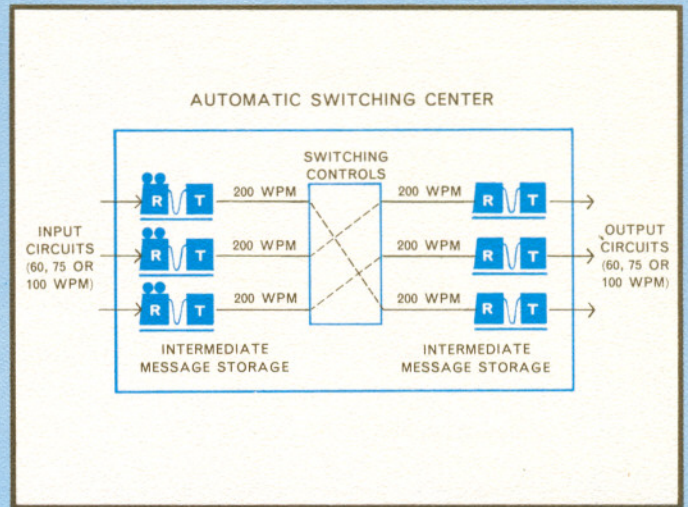 AUTOMATIC SWITCHING CENTER
SWITCHING
CONTROLS
INPUT
CIRCUITS
(60, 75 OR
100 WPM)
R T 200 WPM 200 WPM R T
R T 200 WPM 200 WPM R T
R T 200 WPM 200 WPM R T
OUTPUT
CIRCUITS
(60, 75 OR
100 WPM)
INTERMEDIATE
MESSAGE STORAGE
INTERMEDIATE
MESSAGE STORAGE